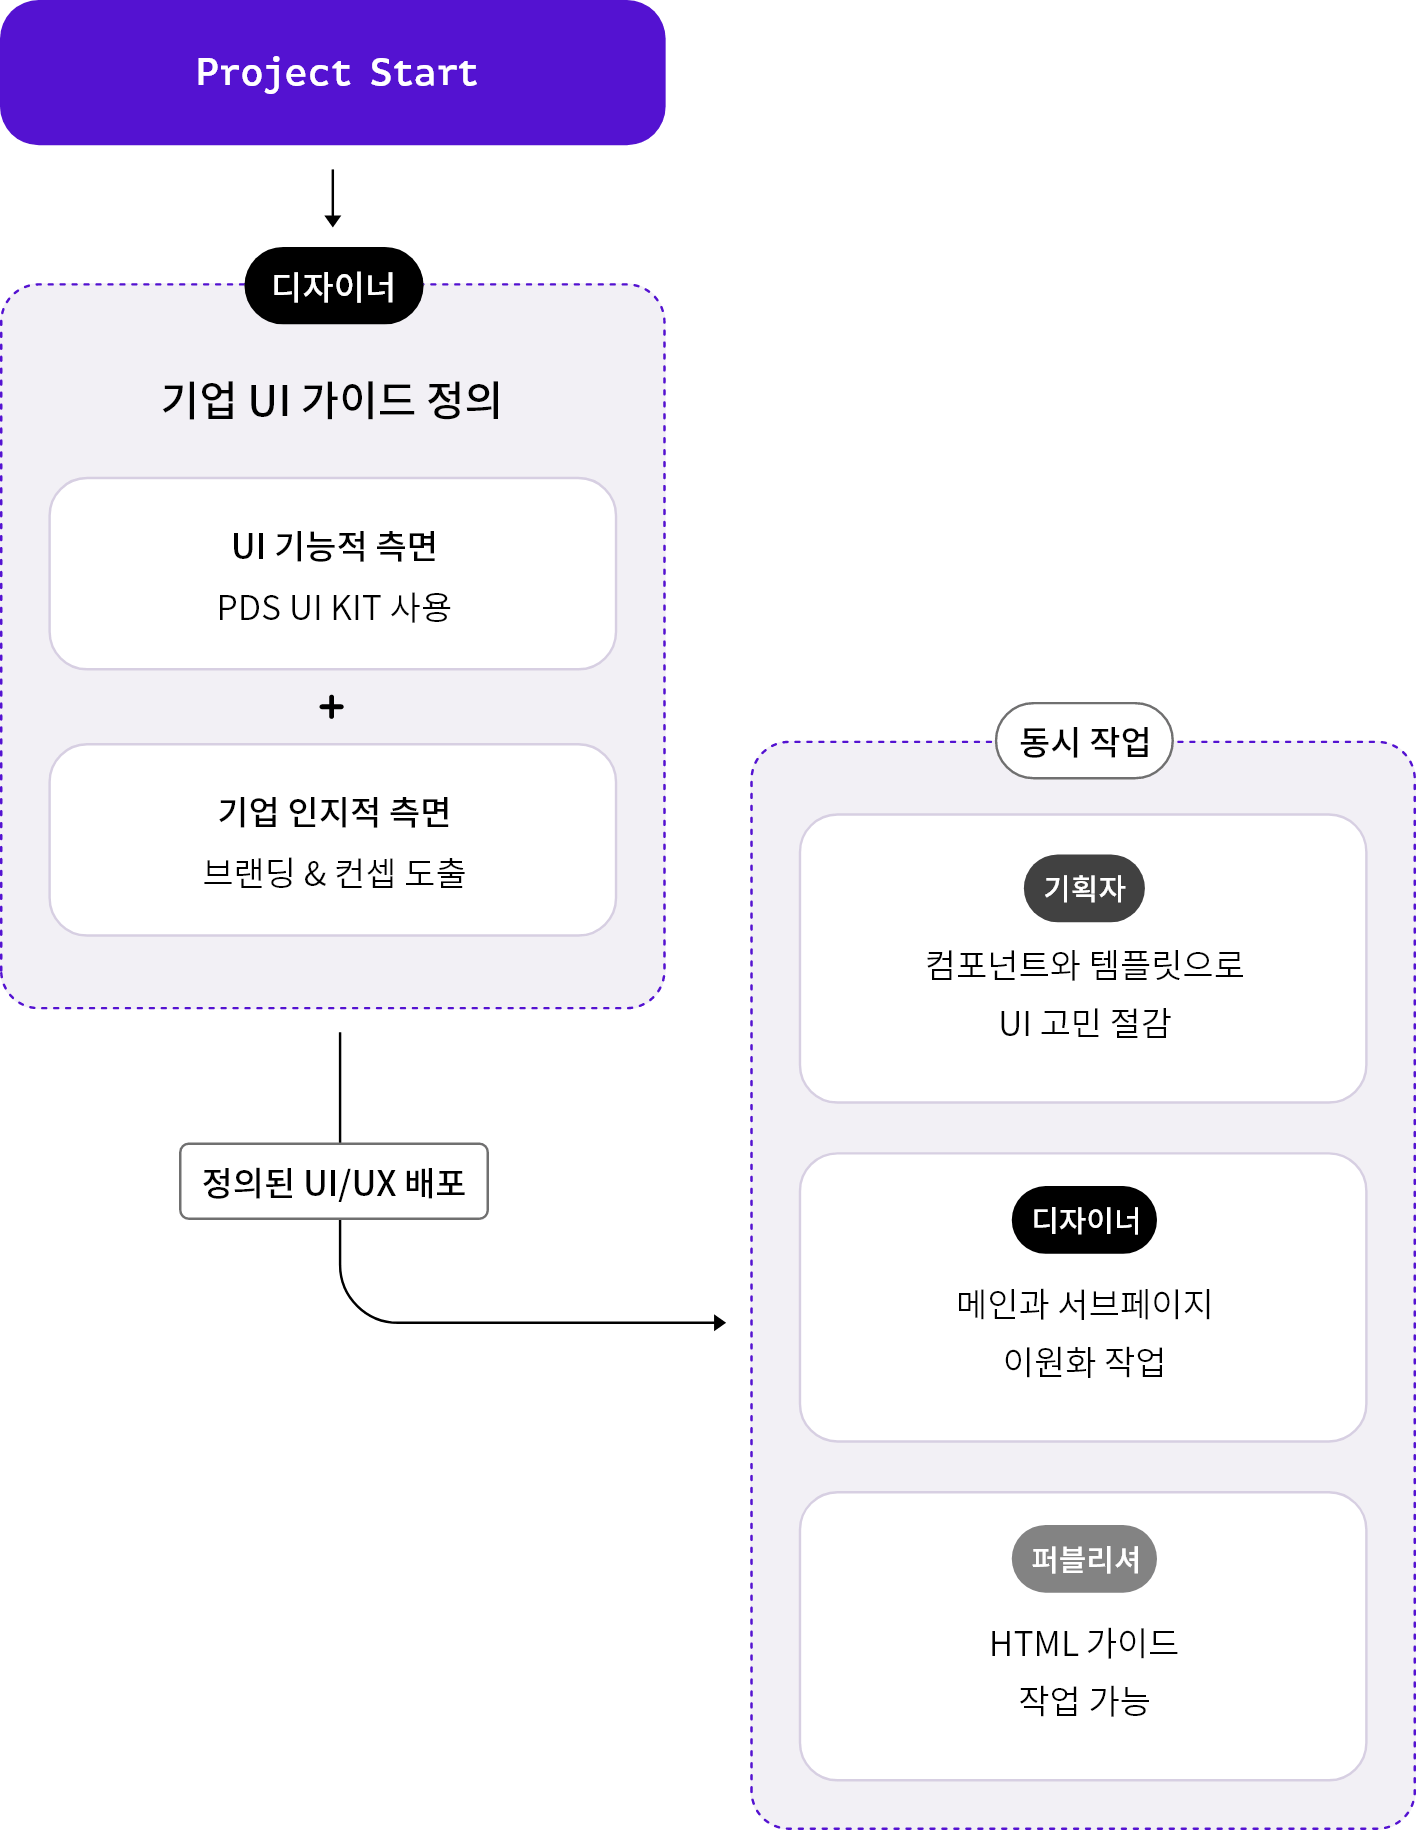 Project Start
디자이너
기업 UI 가이드 정의
UI 기능적 측면
PDS UI KIT 사용
+
기업 인지적 측면
브랜딩 & 컨셉 도출
정의된 UI/UX 배포
동시 작업
기획자
컴포넌트와 템플릿으로
UI 고민 절감
디자이너
메인과 서브페이지
이원화 작업
퍼블리셔
HTML 가이드
작업 가능